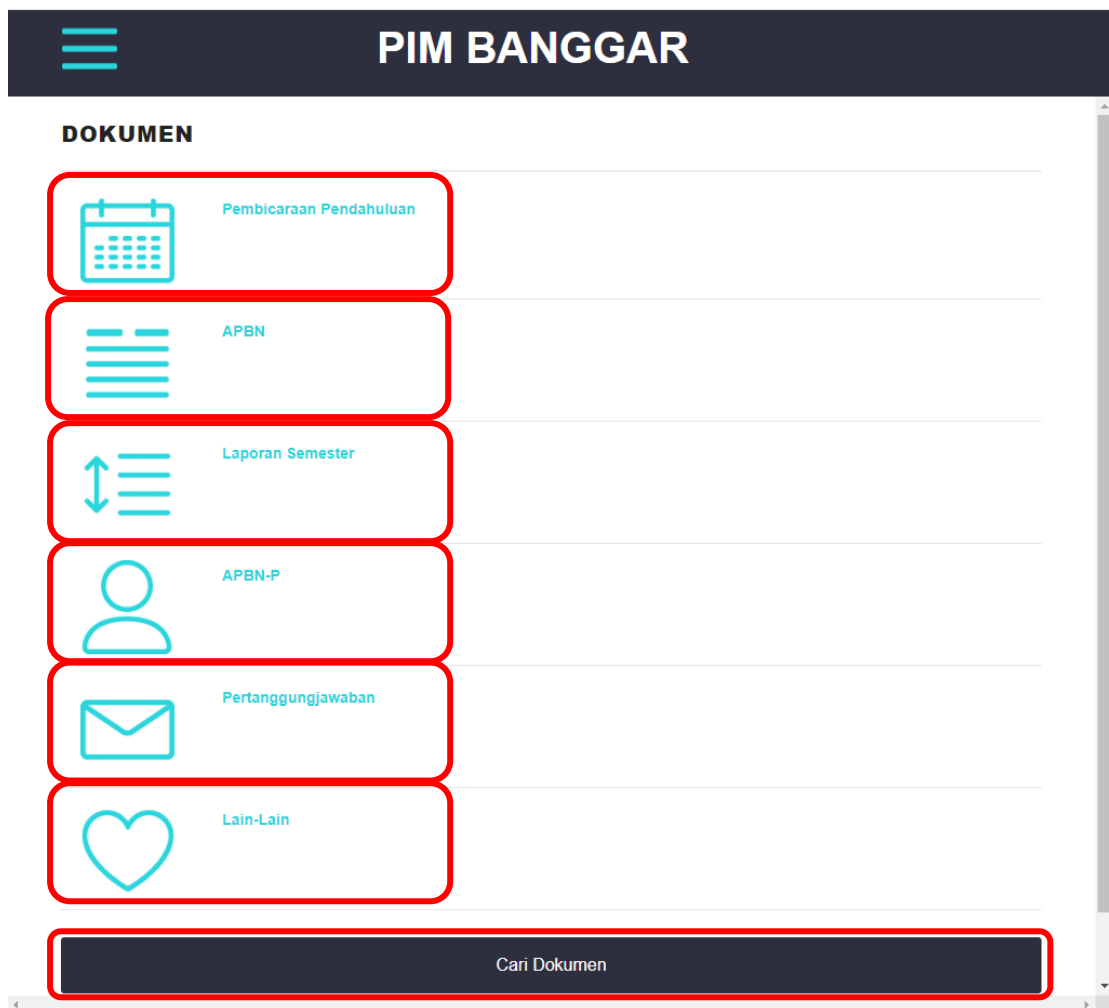 PIM BANGGAR
DOKUMEN
Pembicaraan Pendahuluan
APBN
Laporan Semester
APBN-P
Pertanggungjawaban
Lain-Lain
Cari Dokumen